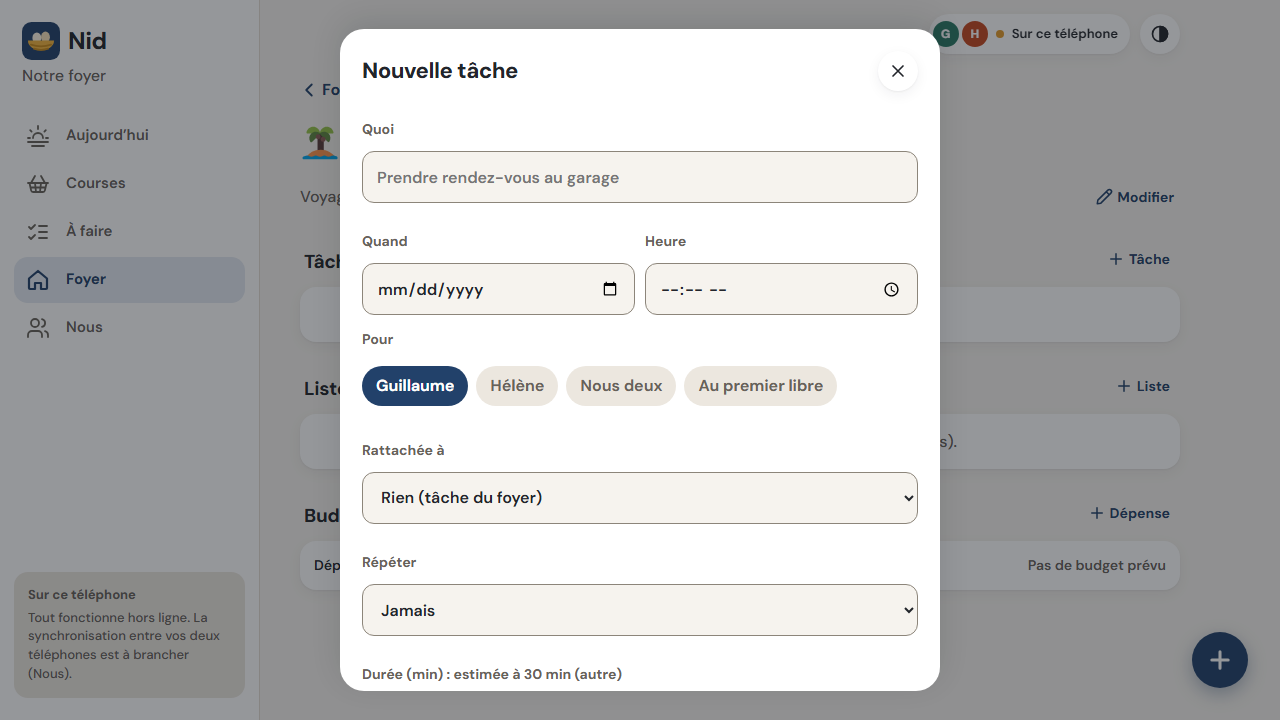 Nid
Notre foyer
Aujourd'hui
Courses
À faire
Foyer
Nous
Sur ce téléphone
Tout fonctionne hors ligne. La
synchronisation entre vos deux
téléphones est à brancher
(Nous).
G H Sur ce téléphone
Modifier
Tâche
Liste
s).
Dépense
Pas de budget prévu
Nouvelle tâche
Quoi
Prendre rendez-vous au garage
Quand Heure
mm/dd/yyyy --:-- --
Pour
Guillaume Hélène Nous deux Au premier libre
Rattachée à
Rien (tâche du foyer)
Répéter
Jamais
Durée (min) : estimée à 30 min (autre)